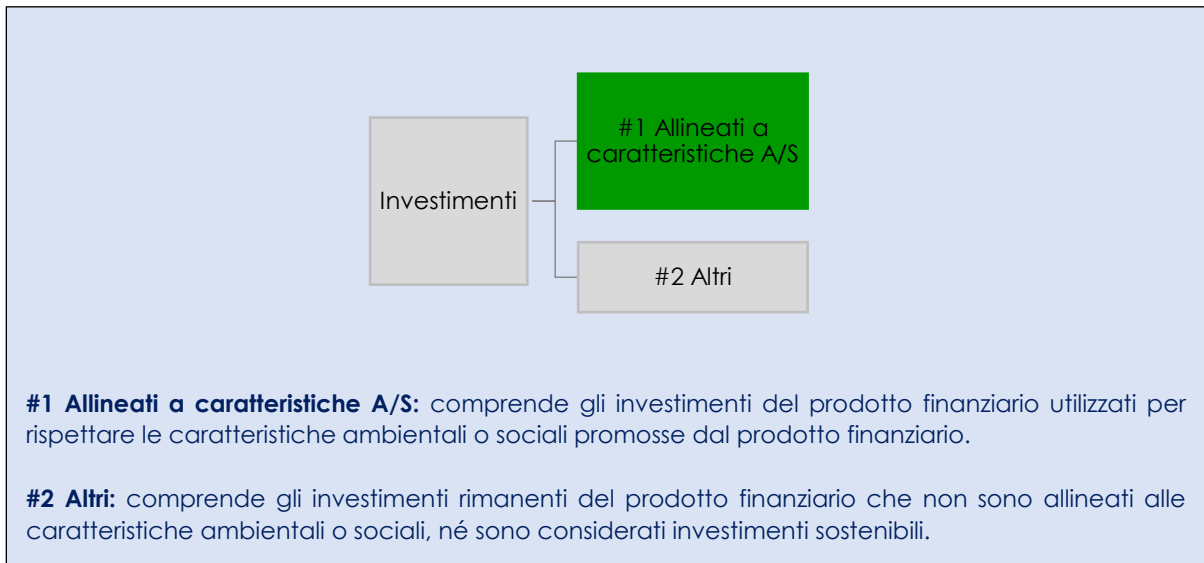 #1 Allineati a
caratteristiche A/S
Investimenti
#2 Altri
#1 Allineati a caratteristiche A/S: comprende gli investimenti del prodotto finanziario utilizzati per
rispettare le caratteristiche ambientali o sociali promosse dal prodotto finanziario.
#2 Altri: comprende gli investimenti rimanenti del prodotto finanziario che non sono allineati alle
caratteristiche ambientali o sociali, né sono considerati investimenti sostenibili.